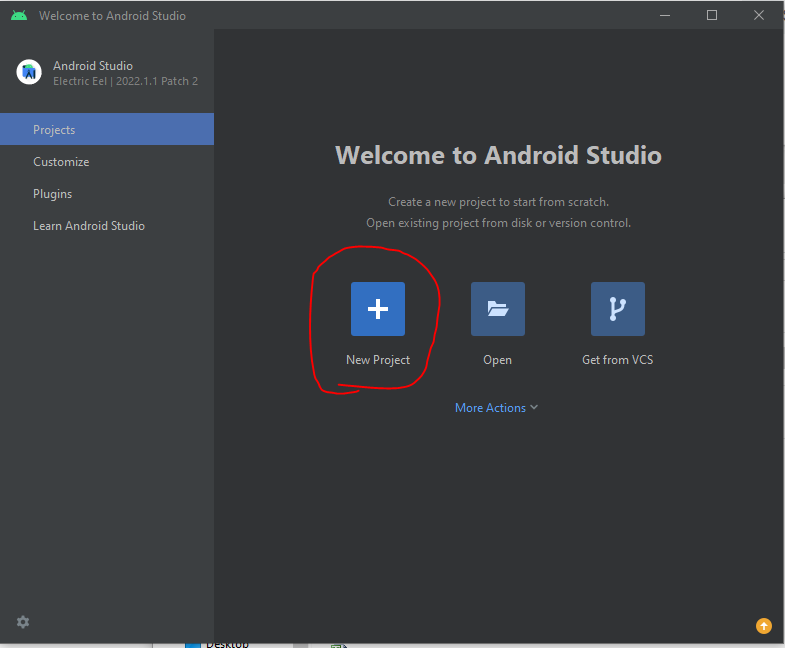 Welcome to Android Studio
Android Studio
Electric Eel | 2022.1.1 Patch 2
Projects
Customize
Plugins
Learn Android Studio
Welcome to Android Studio
Create a new project to start from scratch.
Open existing project from disk or version control.
New Project
Open
Get from VCS
More Actions
Desktop